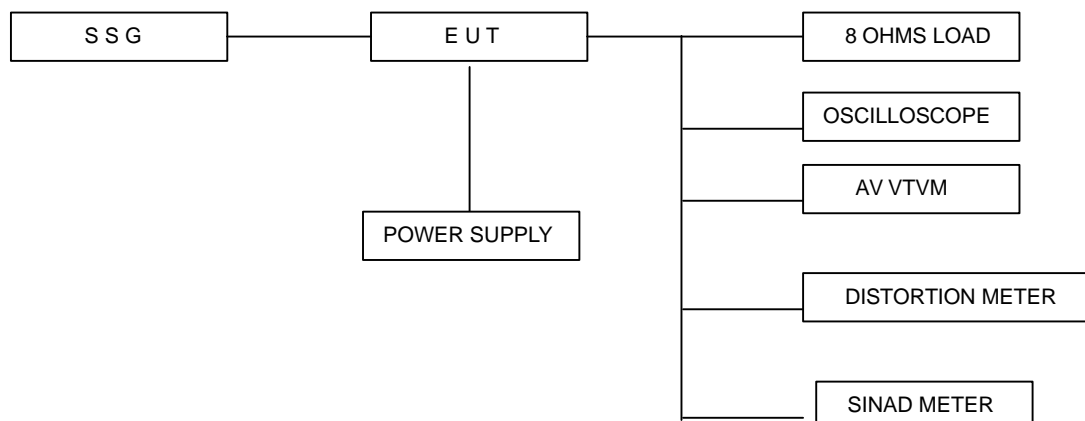 S S G
E U T
8 OHMS LOAD
OSCILLOSCOPE
AV VTVM
POWER SUPPLY
DISTORTION METER
SINAD METER